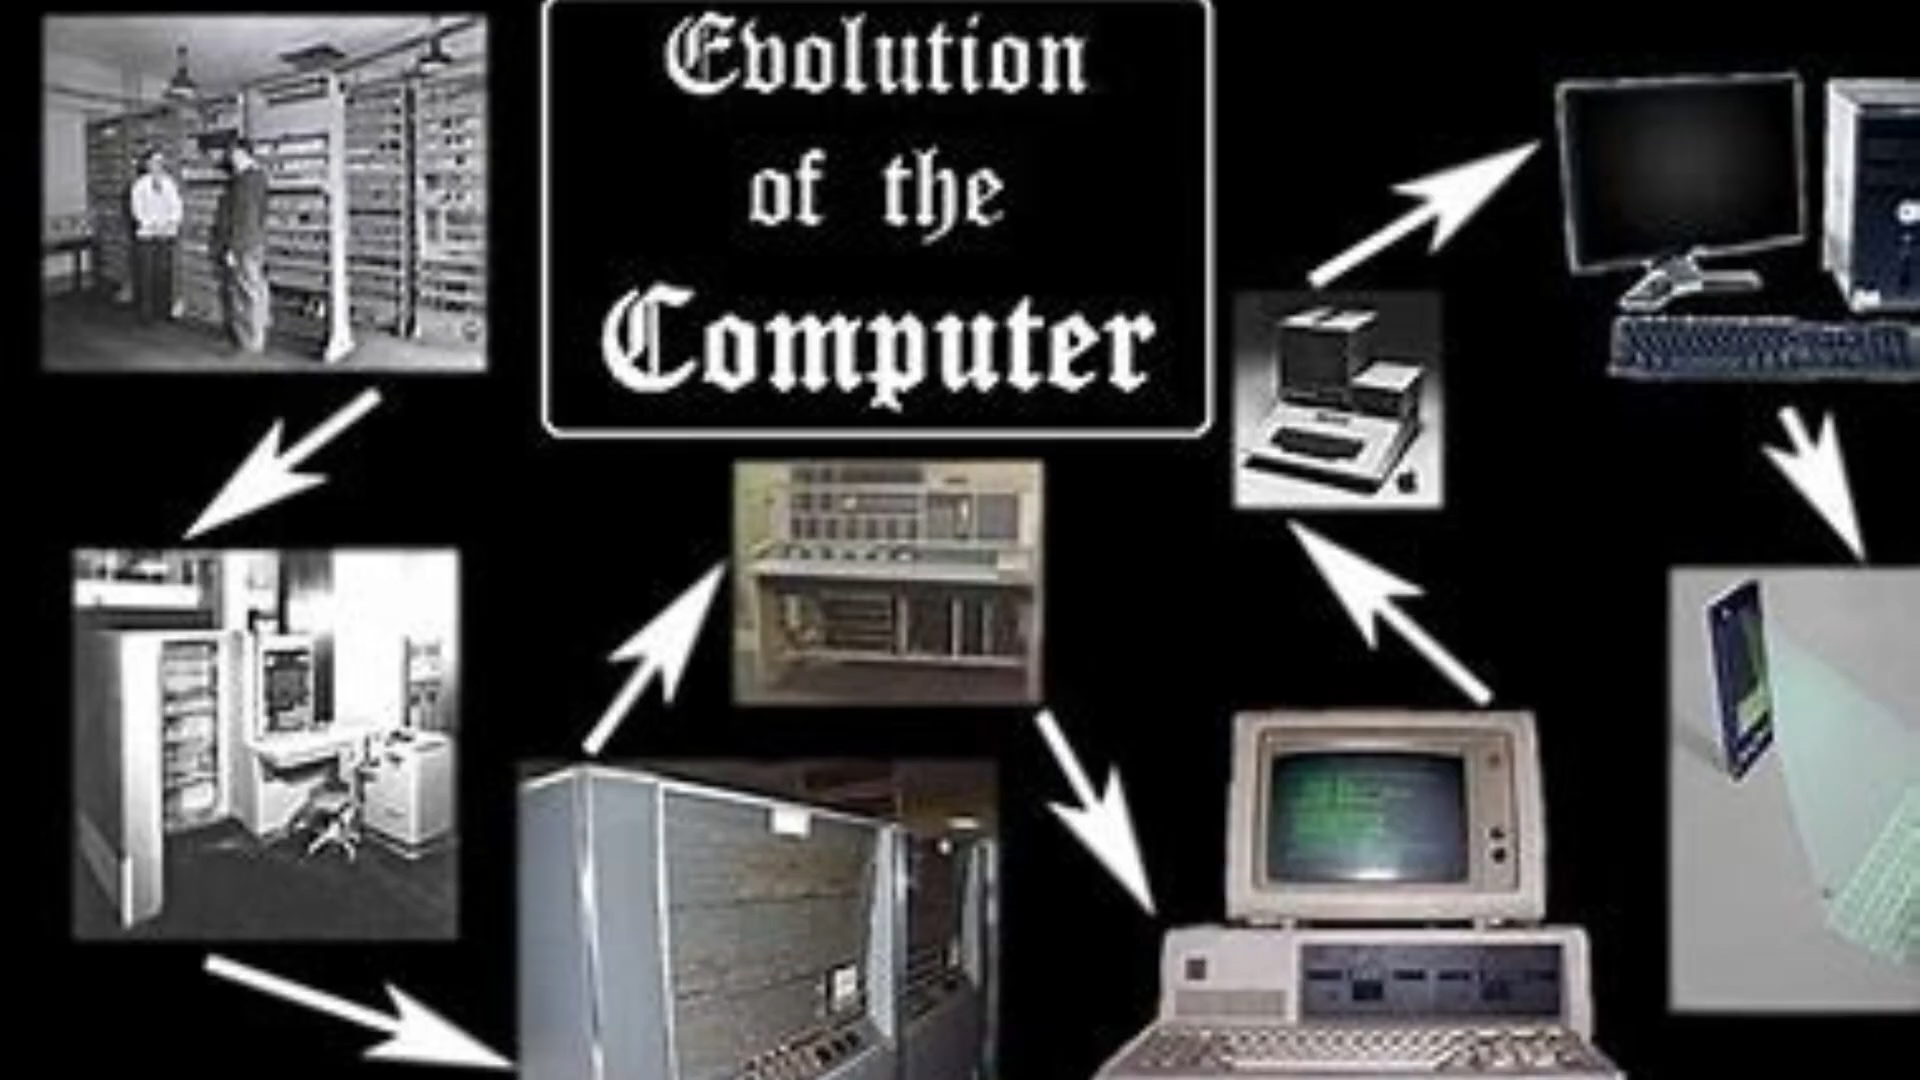 Evolution
of the
Computer